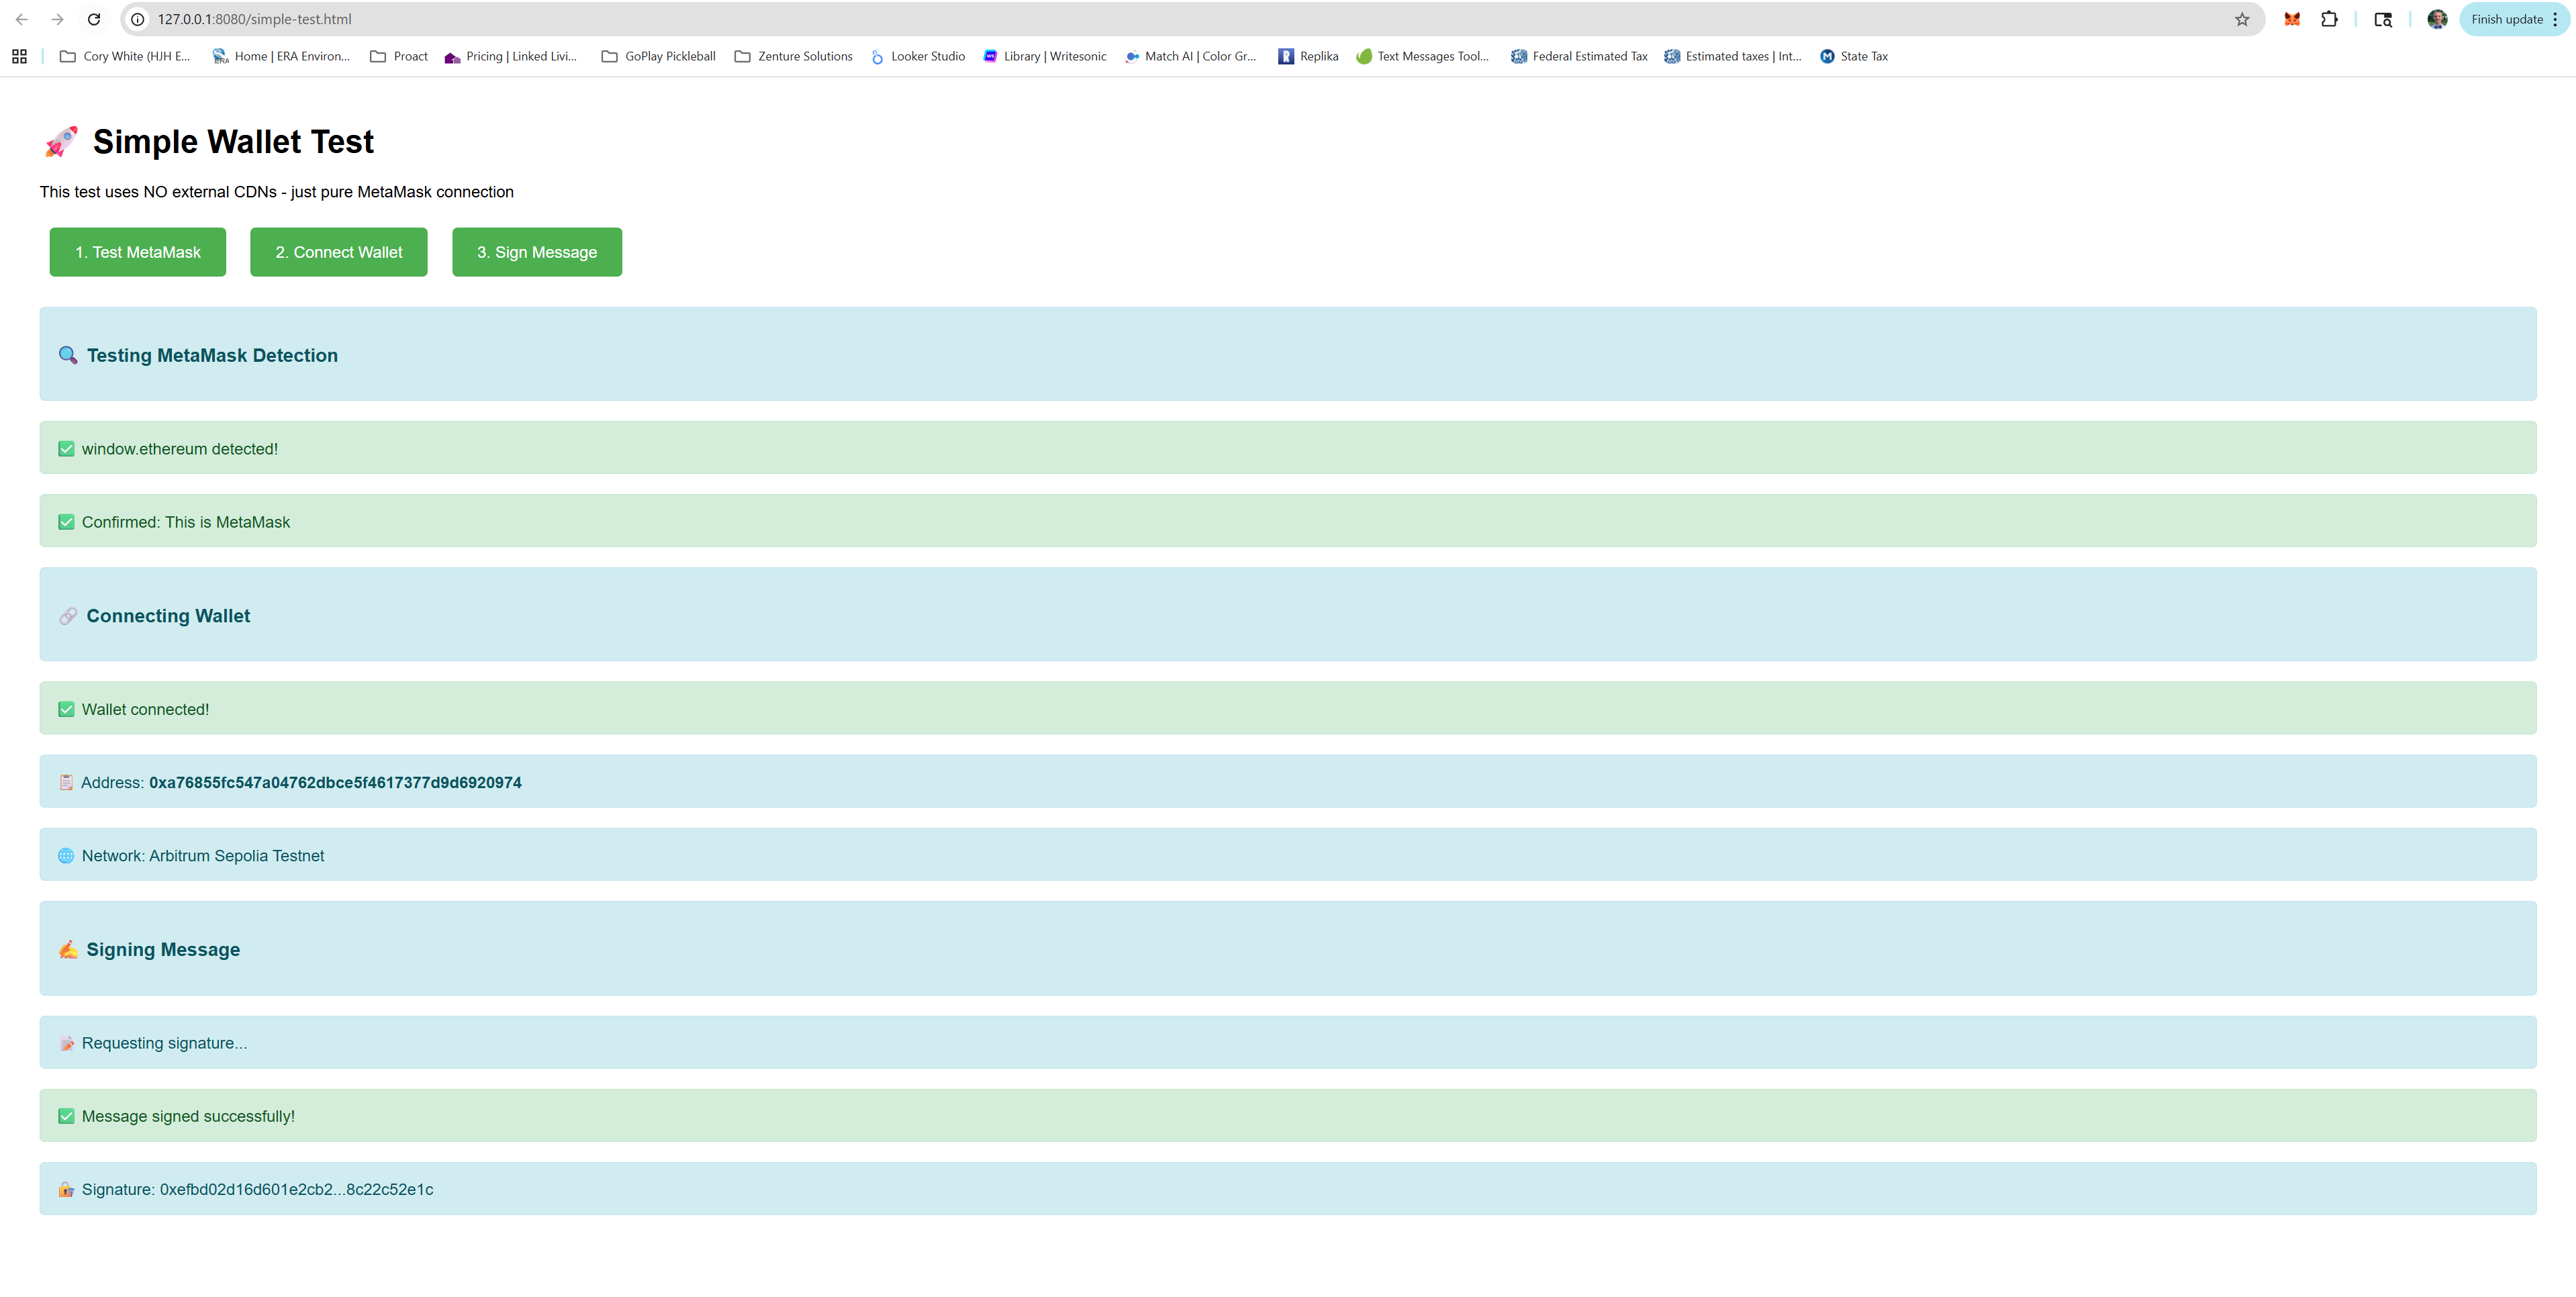 127.0.0.1:8080/simple-test.html
Finish update
Cory White (HJH E...
Home | ERA Environ...
Proact
Pricing | Linked Livi...
GoPlay Pickleball
Zenture Solutions
Looker Studio
Library | Writesonic
Match AI | Color Gr...
Replika
Text Messages Tool...
Federal Estimated Tax
Estimated taxes | Int...
State Tax
🚀 Simple Wallet Test
This test uses NO external CDNs - just pure MetaMask connection
1. Test MetaMask
2. Connect Wallet
3. Sign Message
🔍 Testing MetaMask Detection
✅ window.ethereum detected!
✅ Confirmed: This is MetaMask
🔗 Connecting Wallet
✅ Wallet connected!
📋 Address: 0xa76855fc547a04762dbce5f4617377d9d6920974
🌐 Network: Arbitrum Sepolia Testnet
✍️ Signing Message
📝 Requesting signature...
✅ Message signed successfully!
🔐 Signature: 0xefbd02d16d601e2cb2...8c22c52e1c